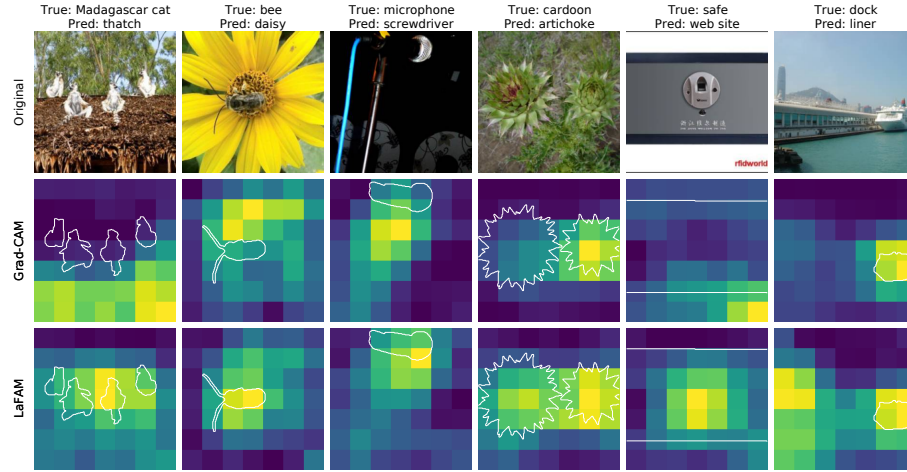 True: Madagascar cat
Pred: thatch
True: bee
Pred: daisy
True: microphone
Pred: screwdriver
True: cardoon
Pred: artichoke
True: safe
Pred: web site
True: dock
Pred: liner
Original
rfidworld
Grad-CAM
LaFAM